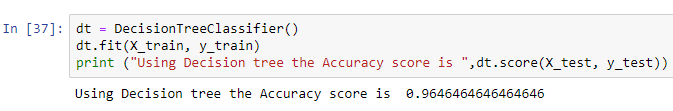 In [37]: dt = DecisionTreeClassifier()
dt.fit(X_train, y_train)
print ("Using Decision tree the Accuracy score is ",dt.score(X_test, y_test))
Using Decision tree the Accuracy score is  0.9646464646464646